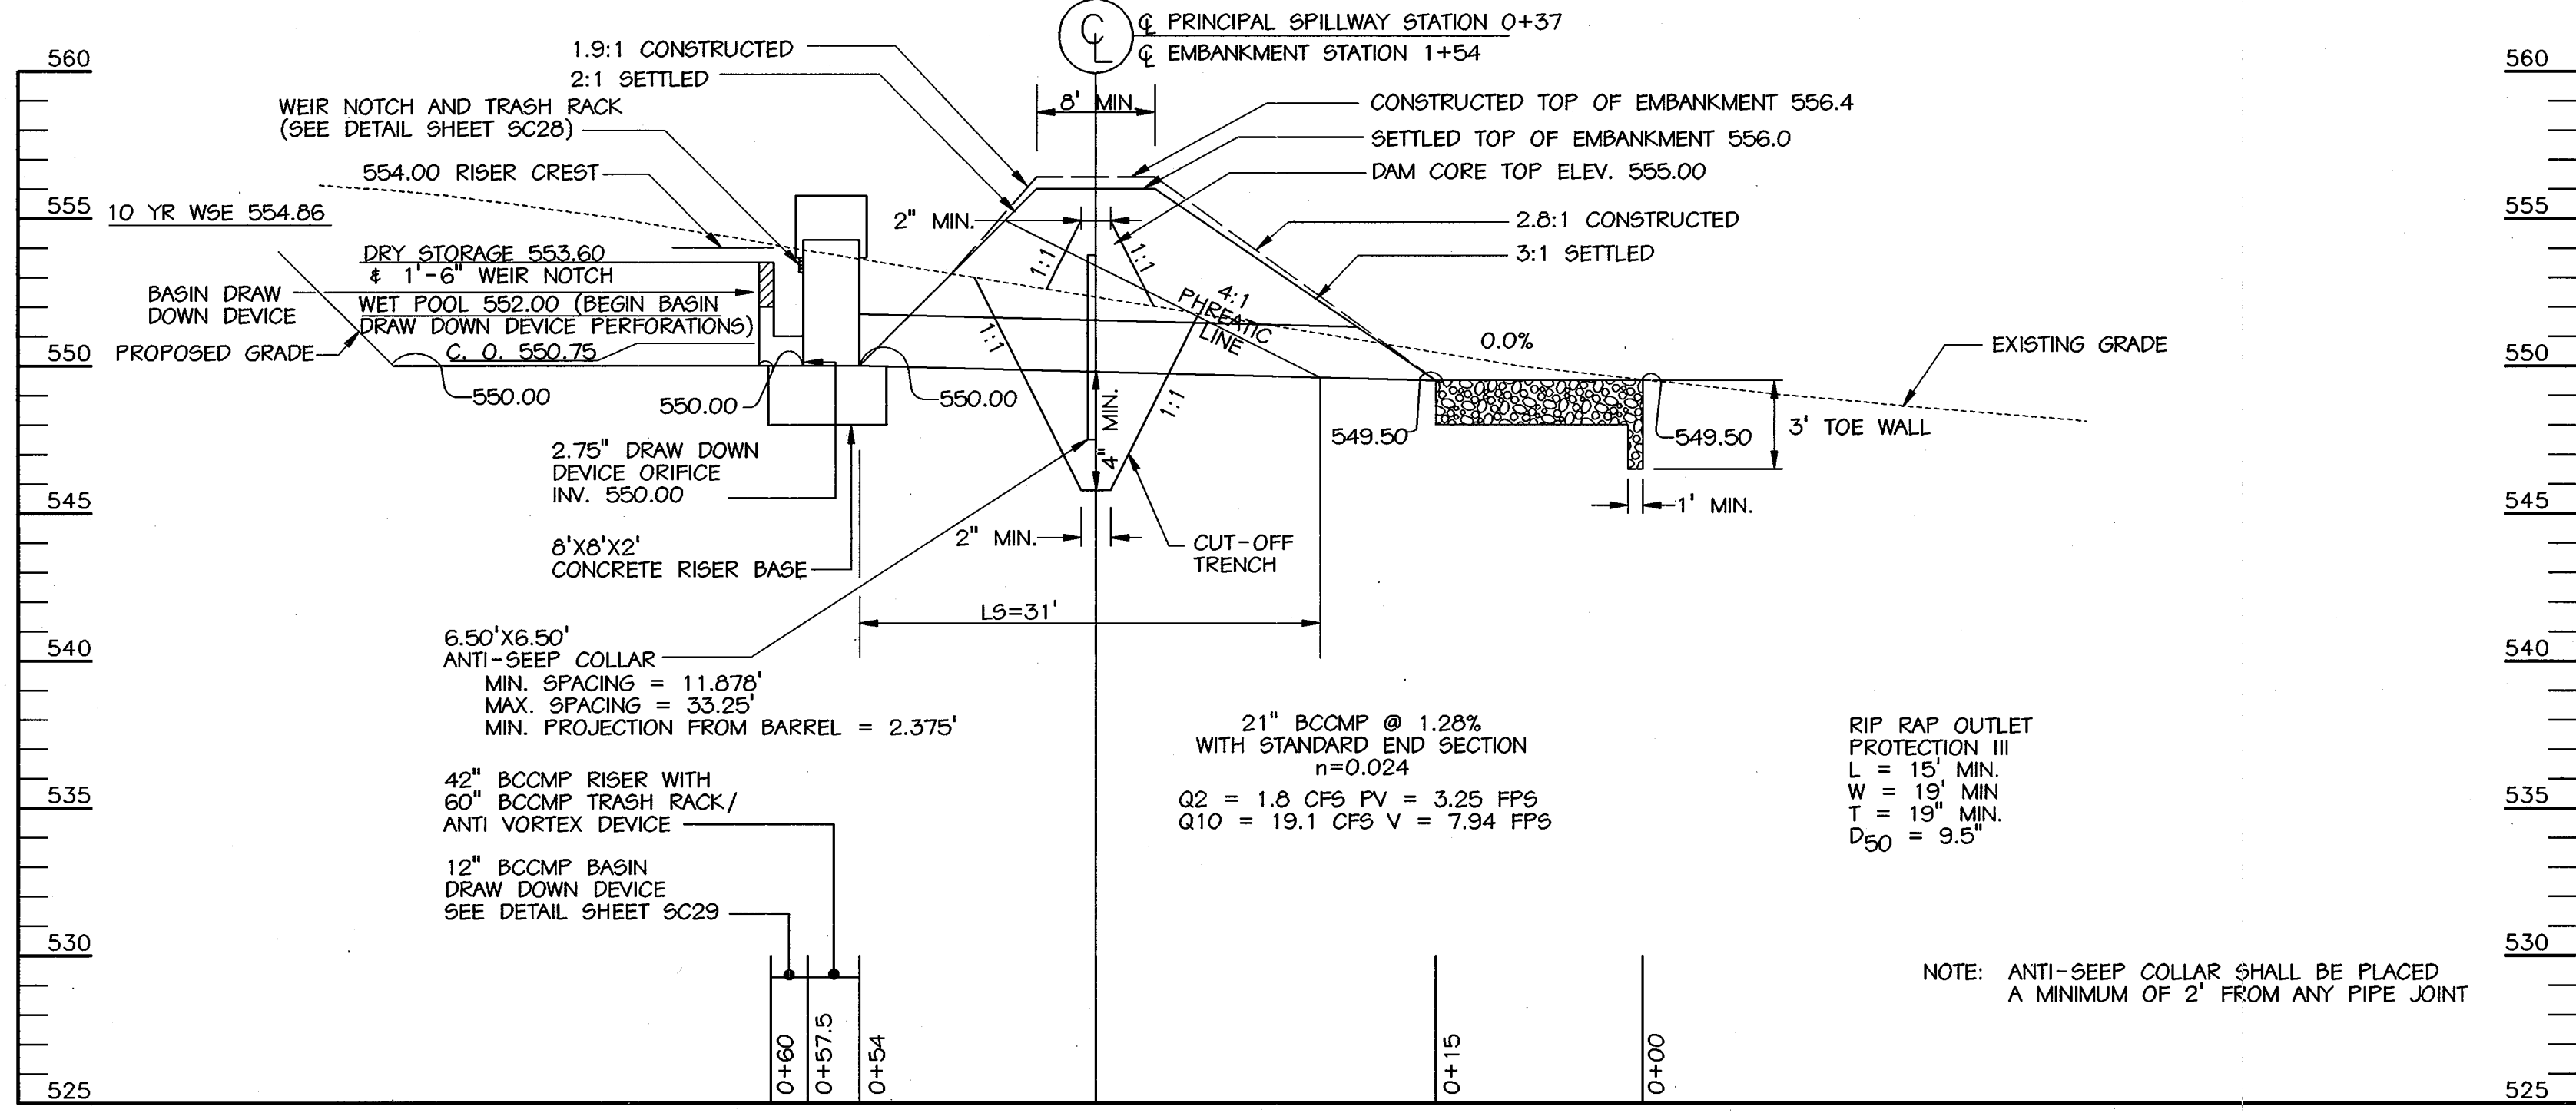 ℄ PRINCIPAL SPILLWAY STATION 0+37
℄ EMBANKMENT STATION 1+54
CL
560
555
550
545
540
535
530
525
1.9:1 CONSTRUCTED
2:1 SETTLED
WEIR NOTCH AND TRASH RACK
(SEE DETAIL SHEET SC28)
554.00 RISER CREST
10 YR WSE 554.86
DRY STORAGE 553.60
& 1'-6" WEIR NOTCH
BASIN DRAW
DOWN DEVICE
WET POOL 552.00 (BEGIN BASIN
DRAW DOWN DEVICE PERFORATIONS)
PROPOSED GRADE
C. O. 550.75
550.00
550.00
550.00
8' MIN.
CONSTRUCTED TOP OF EMBANKMENT 556.4
SETTLED TOP OF EMBANKMENT 556.0
DAM CORE TOP ELEV. 555.00
2" MIN.
2.8:1 CONSTRUCTED
3:1 SETTLED
1:1
1:1
1:1
1:1
4:1
PHREATIC
LINE
0.0%
EXISTING GRADE
4" MIN.
549.50
549.50
3' TOE WALL
1' MIN.
2.75" DRAW DOWN
DEVICE ORIFICE
INV. 550.00
8'X8'X2'
CONCRETE RISER BASE
2" MIN.
CUT-OFF
TRENCH
LS=31'
6.50'X6.50'
ANTI-SEEP COLLAR
MIN. SPACING = 11.878'
MAX. SPACING = 33.25'
MIN. PROJECTION FROM BARREL = 2.375'
42" BCCMP RISER WITH
60" BCCMP TRASH RACK/
ANTI VORTEX DEVICE
12" BCCMP BASIN
DRAW DOWN DEVICE
SEE DETAIL SHEET SC29
21" BCCMP @ 1.28%
WITH STANDARD END SECTION
n=0.024
Q2 = 1.8 CFS PV = 3.25 FPS
Q10 = 19.1 CFS V = 7.94 FPS
RIP RAP OUTLET
PROTECTION III
L = 15' MIN.
W = 19' MIN
T = 19" MIN.
D50 = 9.5"
NOTE: ANTI-SEEP COLLAR SHALL BE PLACED
A MINIMUM OF 2' FROM ANY PIPE JOINT
0+60
0+57.5
0+54
0+15
0+00
560
555
550
545
540
535
530
525